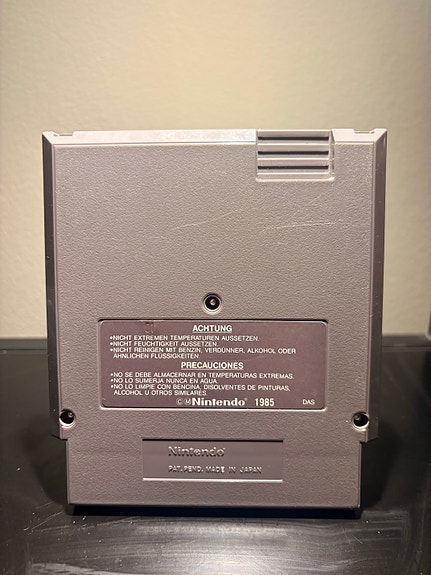 ACHTUNG
•NICHT EXTREMEN TEMPERATUREN AUSSETZEN.
•NICHT FEUCHTIGKEIT AUSSETZEN.
•NICHT REINIGEN MIT BENZIN, VERDÜNNER, ALKOHOL ODER
ÄHNLICHEN FLÜSSIGKEITEN.
PRECAUCIONES
•NO SE DEBE ALMACERNAR EN TEMPERATURAS EXTREMAS.
•NO LO SUMERJA NUNCA EN AGUA.
•NO LO LIMPIE CON BENCINA, DISOLVENTES DE PINTURAS,
ALCOHOL U OTROS SIMILARES.
©Ⓜ Nintendo® 1985 DAS
Nintendo®
PAT. PEND. MADE IN JAPAN